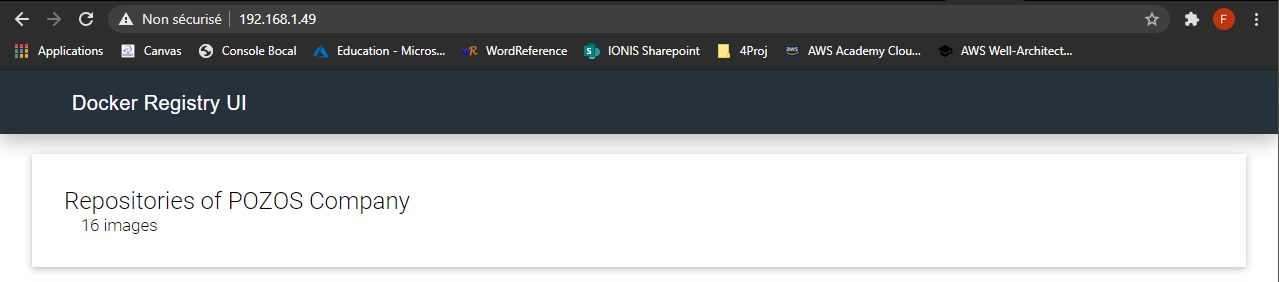 Non sécurisé 192.168.1.49 F
Applications Canvas Console Bocal Education - Micros... WordReference IONIS Sharepoint 4Proj aws AWS Academy Clou... AWS Well-Architect...
Docker Registry UI
Repositories of POZOS Company
16 images